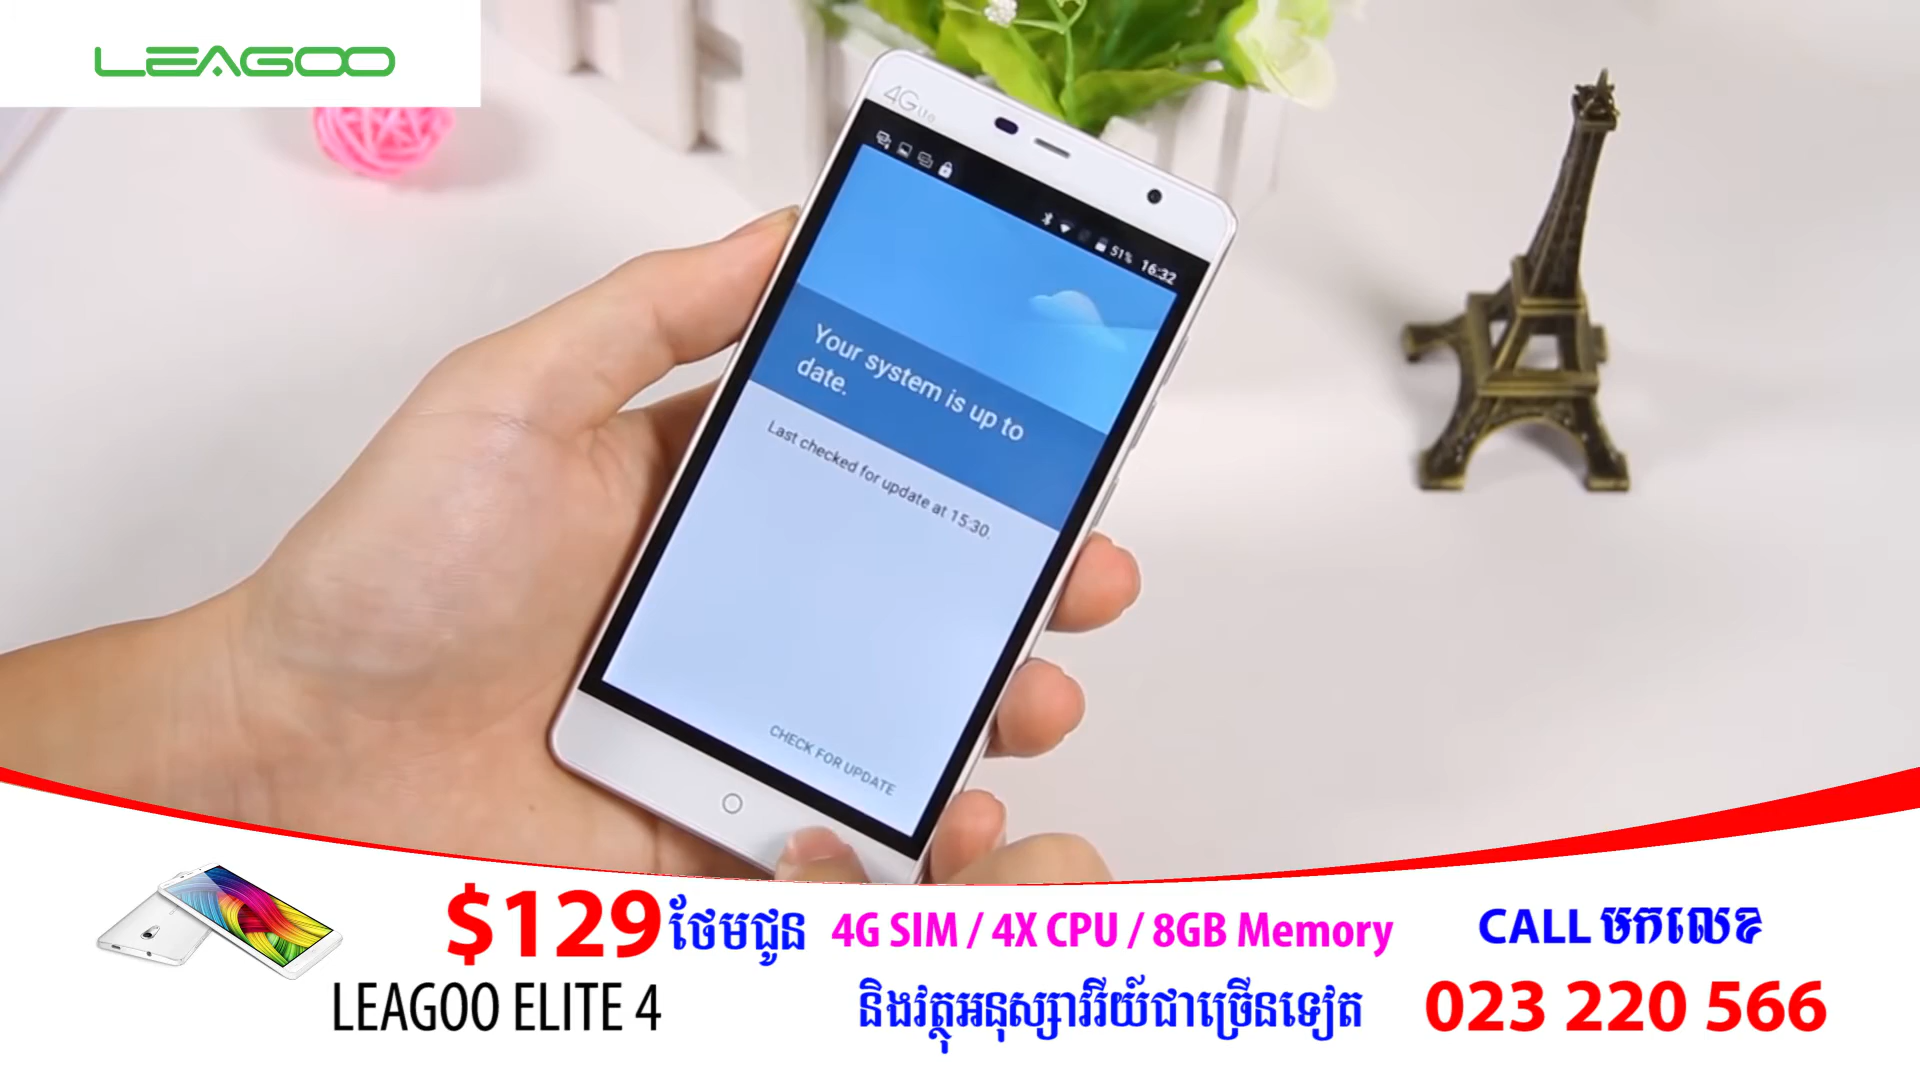 LEAGOO
4G Lte
51% 16:32
Your system is up to
date.
Last checked for update at 15:30.
CHECK FOR UPDATE
$129 ថែមជូន
LEAGOO ELITE 4
4G SIM / 4X CPU / 8GB Memory
និងវត្ថុអនុស្សាវរីយ៍ជាច្រើនទៀត
CALL មកលេខ
023 220 566